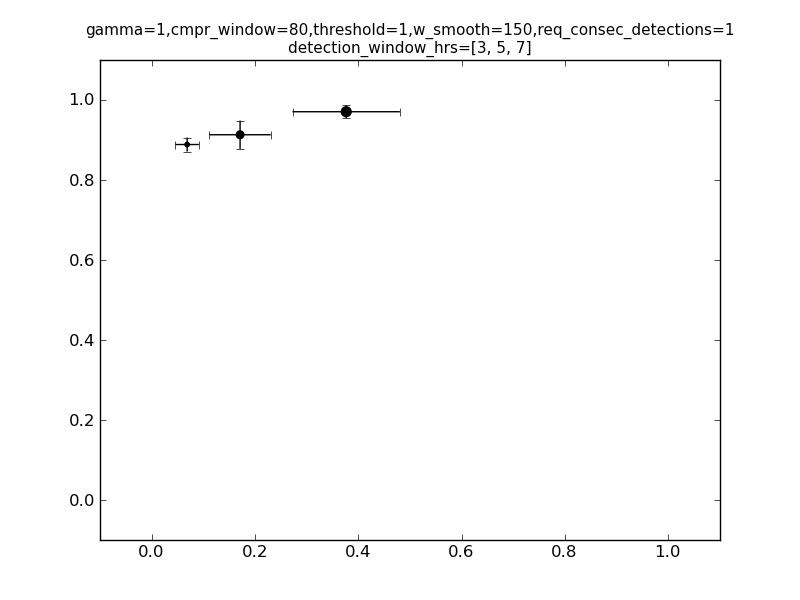 gamma=1,cmpr_window=80,threshold=1,w_smooth=150,req_consec_detections=1
detection_window_hrs=[3, 5, 7]
1.0
0.8
0.6
0.4
0.2
0.0
0.0 0.2 0.4 0.6 0.8 1.0